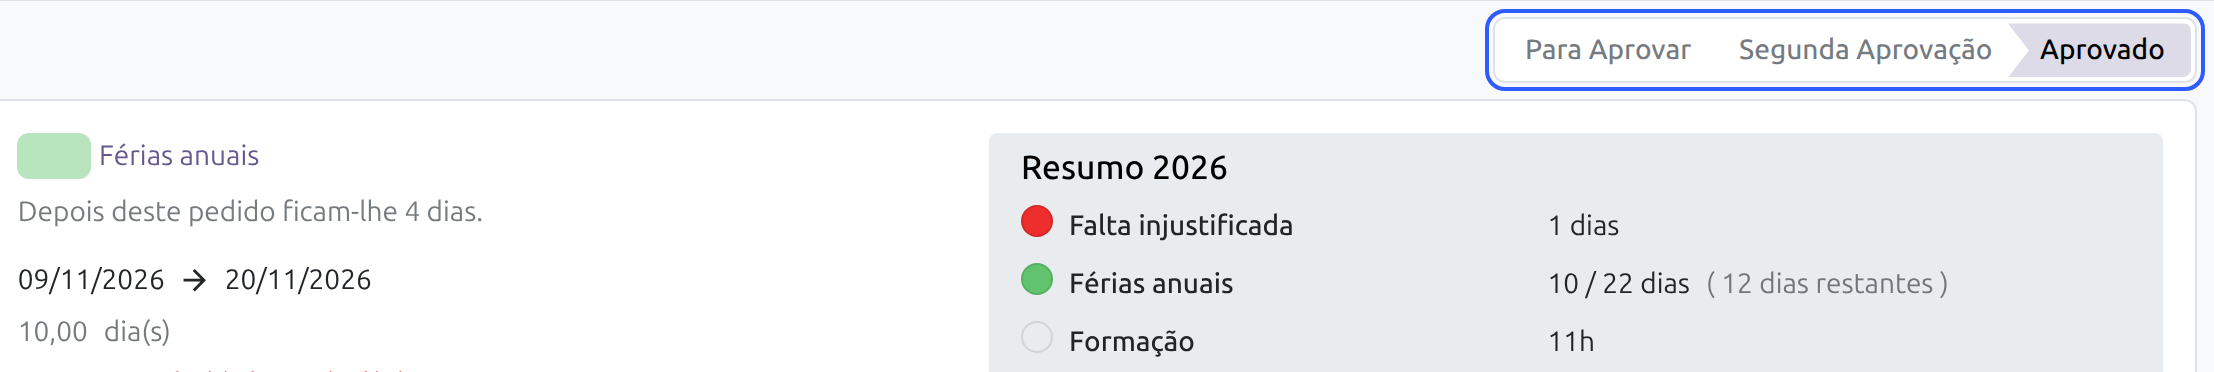 Para Aprovar Segunda Aprovação Aprovado
Férias anuais
Depois deste pedido ficam-lhe 4 dias.
09/11/2026 → 20/11/2026
10,00 dia(s)
Resumo 2026
Falta injustificada 1 dias
Férias anuais 10 / 22 dias ( 12 dias restantes )
Formação 11h